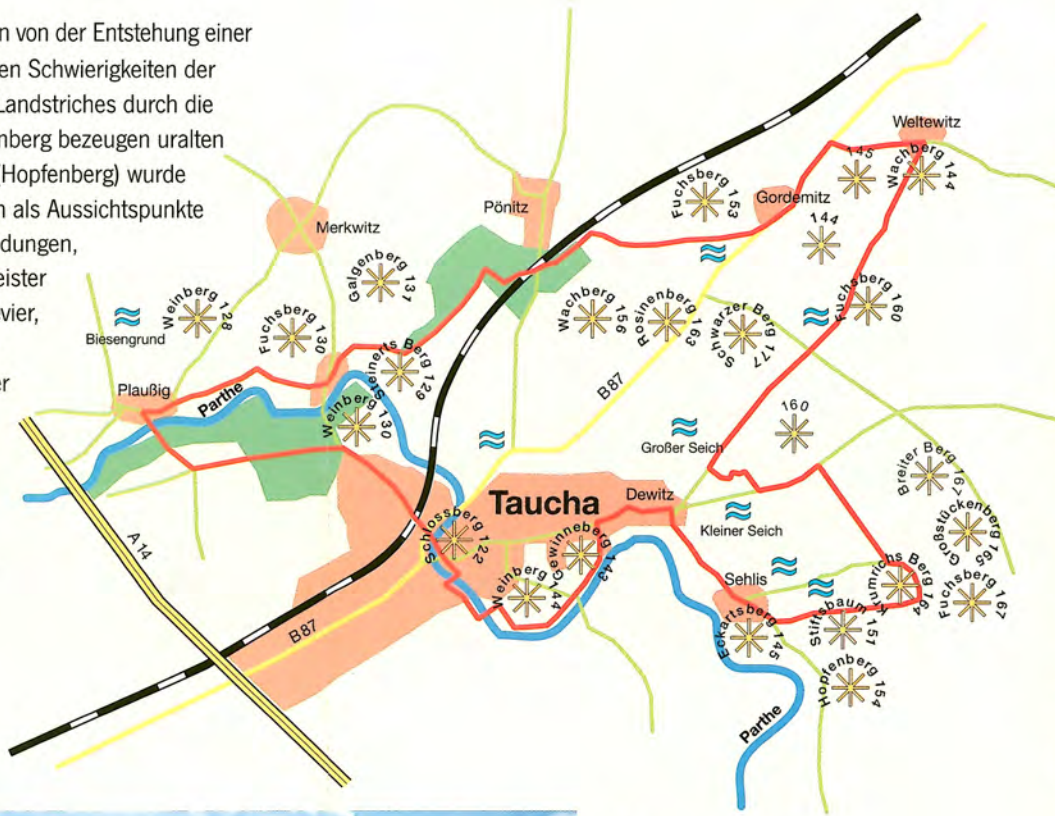 n von der Entstehung einer
en Schwierigkeiten der
Landstriches durch die
nberg bezeugen uralten
(Hopfenberg) wurde
n als Aussichtspunkte
dungen,
eister
vier,
er
Weltewitz
Wachberg 144
145
Fuchsberg 153
Gordemitz
144
Pönitz
Merkwitz
Galgenberg 131
Fuchsberg 160
Weinberg 128
Biesengrund
Fuchsberg 130
Wachberg 156
Rosinenberg 163
Schwarzer Berg 177
Steinerts Berg 129
Plaußig
Parthe
B87
Weinberg 130
160
Großer Seich
Breiter Berg 167
Taucha
Dewitz
Kleiner Seich
Großstückenberg 165
A 14
Schlossberg 122
Gewinneberg 143
Weinberg 144
Sehlis
Krumrichs Berg 164
Fuchsberg 167
Stiftsbaum 151
Eckartsberg 145
B87
Hopfenberg 154
Parthe